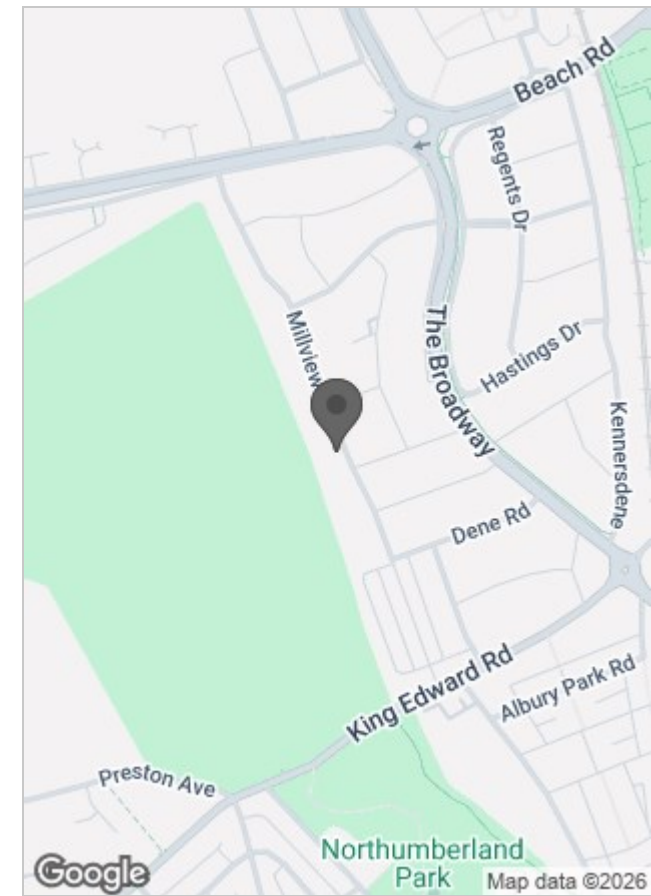 Beach Rd
Regents Dr
The Broadway
Millview
Hastings Dr
Kennersdene
Dene Rd
King Edward Rd
Albury Park Rd
Preston Ave
Northumberland
Park
Google
Map data ©2026